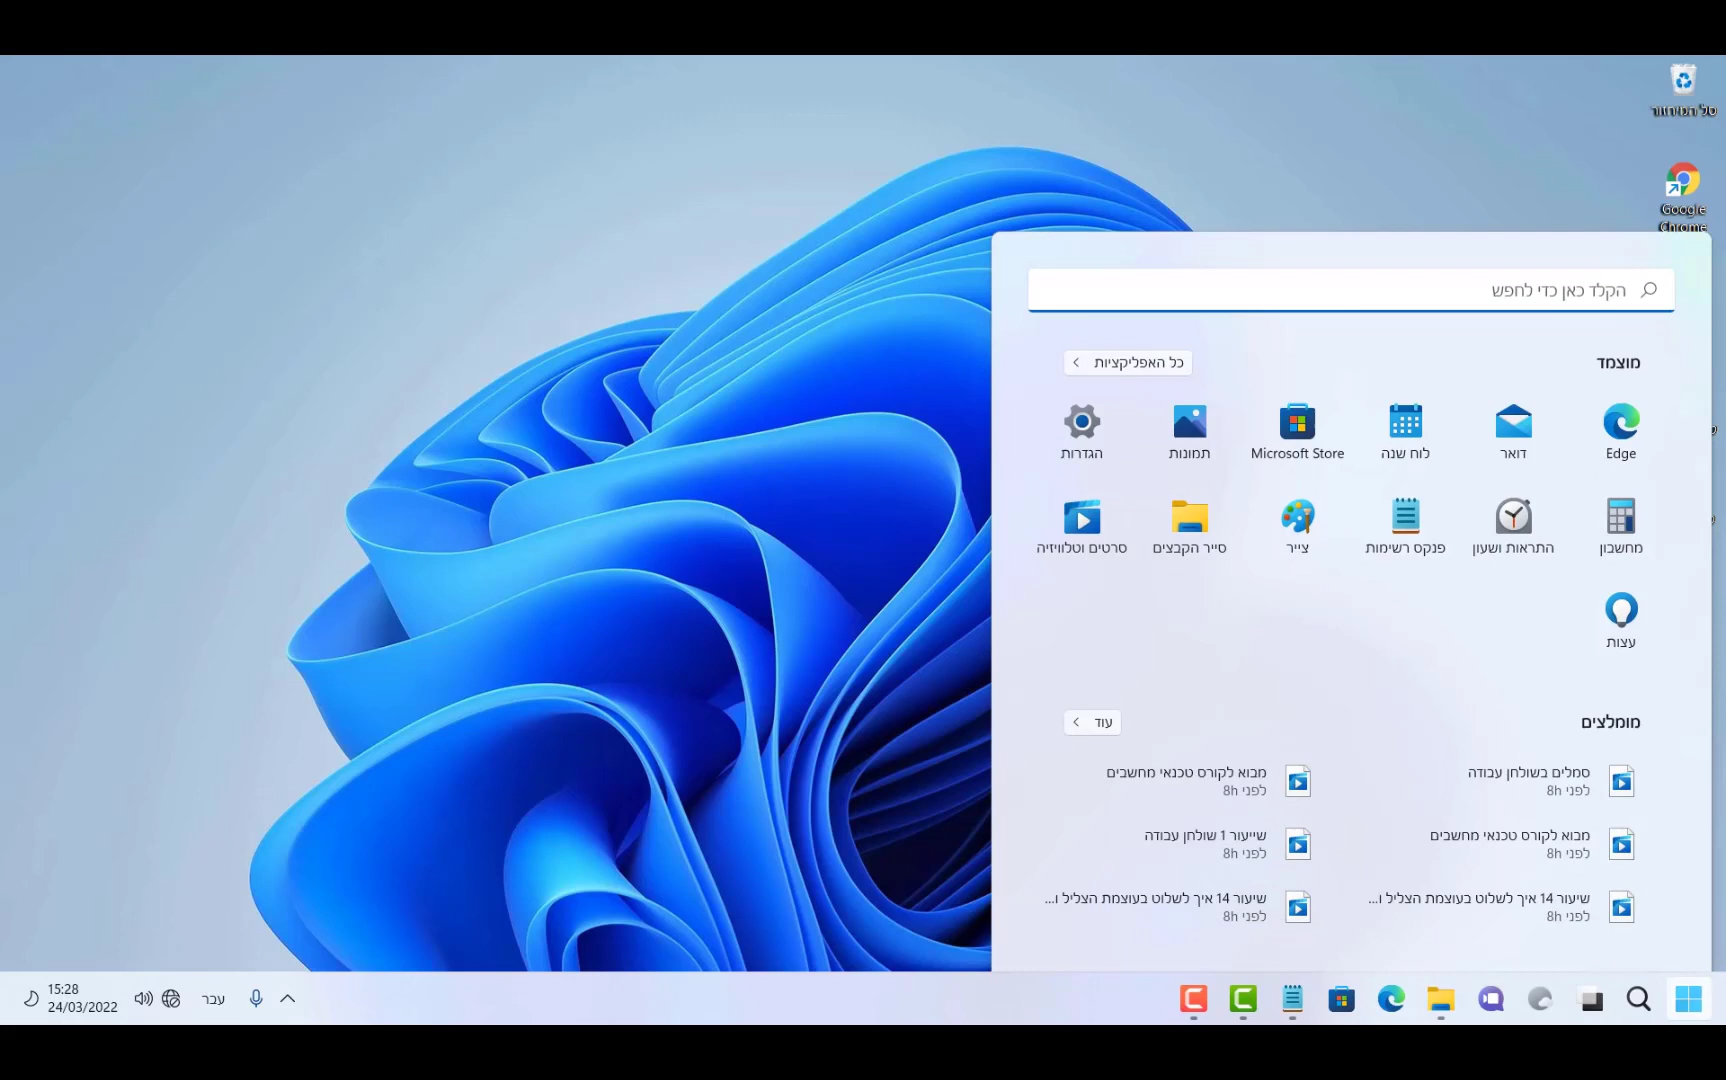 סל המיחזור
Google
Chrome
הקלד כאן כדי לחפש
מוצמד
כל האפליקציות
Edge
דואר
לוח שנה
Microsoft Store
תמונות
הגדרות
מחשבון
התראות ושעון
פנקס רשימות
צייר
סייר הקבצים
סרטים וטלוויזיה
עצות
מומלצים
עוד
סמלים בשולחן עבודה
לפני 8h
מבוא לקורס טכנאי מחשבים
לפני 8h
מבוא לקורס טכנאי מחשבים
לפני 8h
שייעור 1 שולחן עבודה
לפני 8h
שיעור 14 איך לשלוט בעוצמת הצליל ו...
לפני 8h
שיעור 14 איך לשלוט בעוצמת הצליל ו...
לפני 8h
עבר
15:28
24/03/2022